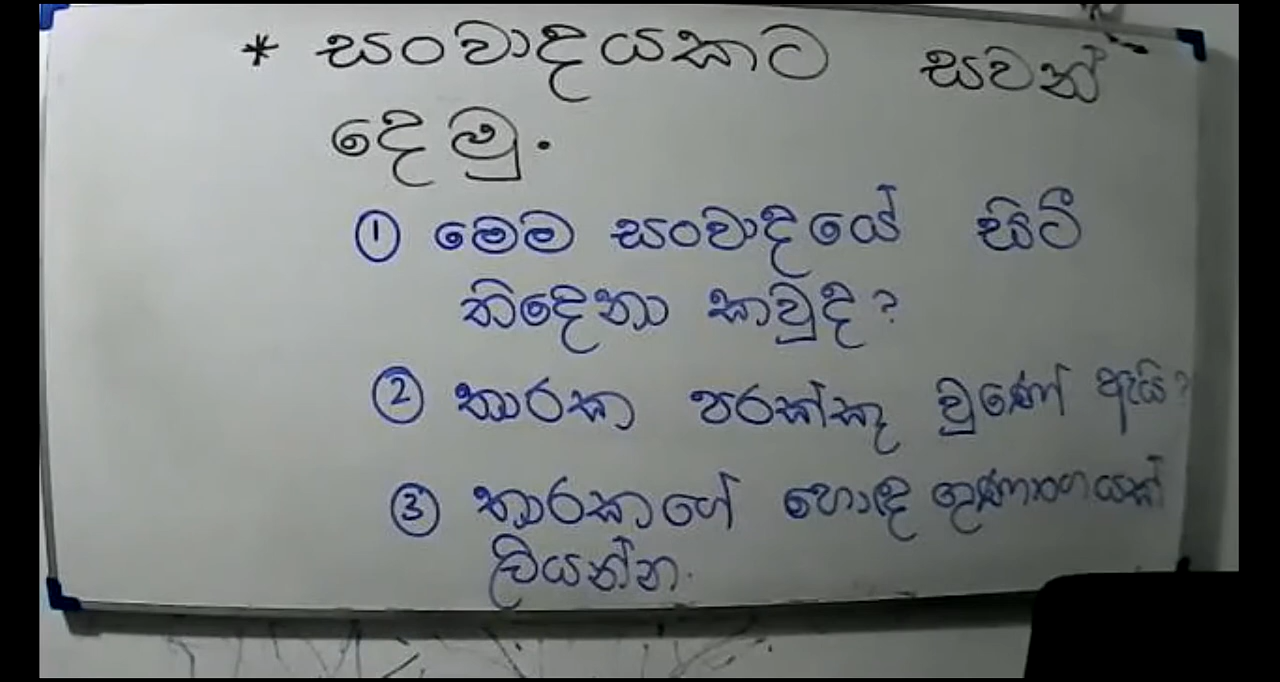 * සංවාදයකට සවන්
දෙමු.
① මෙම සංවාදයේ සිටි
තිදෙනා කවුද?
② තාරකා පරක්කු වුණේ ඇයි?
③ තාරකාගේ හොඳ ගුණාංගයක්
ලියන්න.